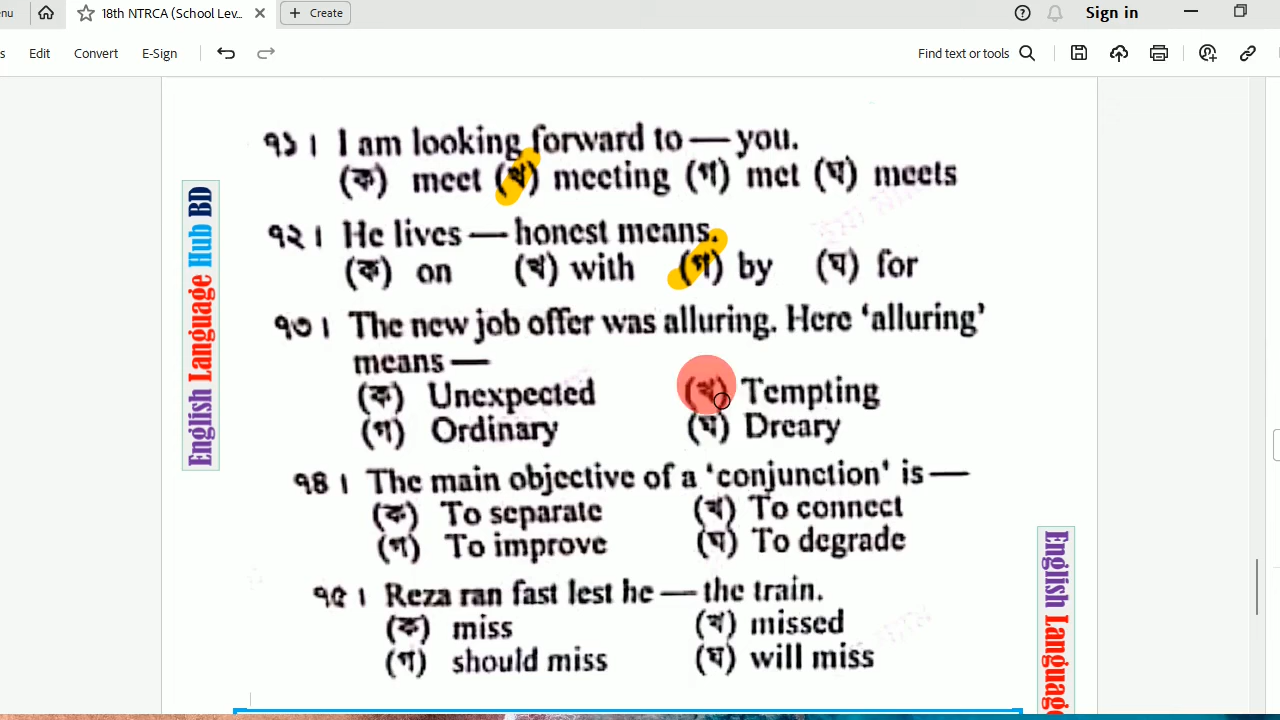 enu
18th NTRCA (School Lev..
Create
Sign in
s Edit Convert E-Sign
Find text or tools
৭১। I am looking forward to — you.
(ক) meet (খ) meeting (গ) met (ঘ) meets
৭২। He lives — honest means.
(ক) on (খ) with (গ) by (ঘ) for
৭৩। The new job offer was alluring. Here ‘alluring’
means —
(ক) Unexpected (খ) Tempting
(গ) Ordinary (ঘ) Dreary
৭৪। The main objective of a ‘conjunction’ is —
(ক) To separate (খ) To connect
(গ) To improve (ঘ) To degrade
৭৫। Reza ran fast lest he — the train.
(ক) miss (খ) missed
(গ) should miss (ঘ) will miss
English Language Hub BD
English Language